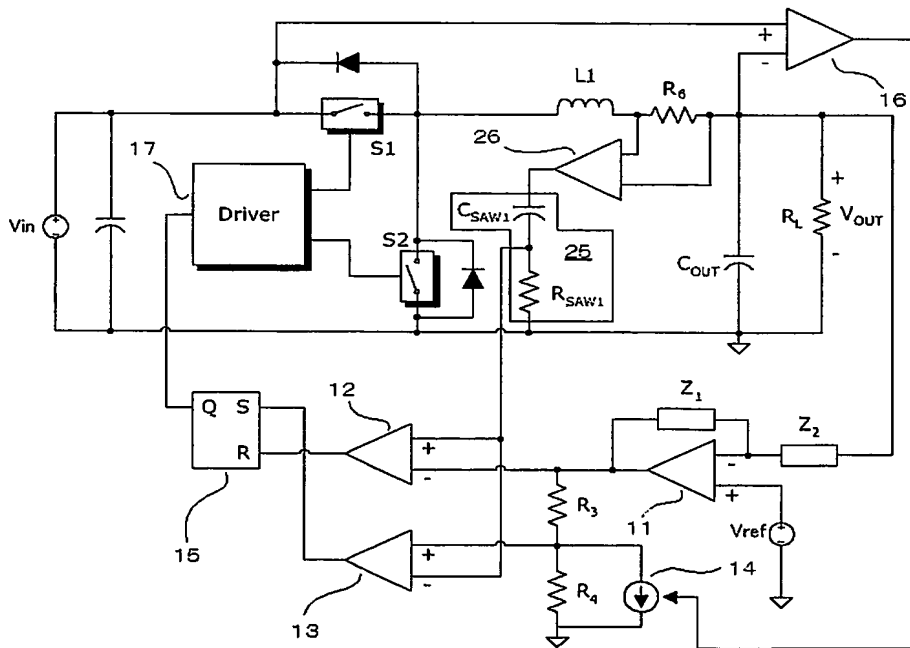 +
-
16
L1
R6
17
S1
26
Driver
CSAW1
Vin
S2
25
RSAW1
RL
+
VOUT
-
COUT
12
Z1
Q
S
R
+
-
Z2
-
+
R3
11
15
Vref
+
-
R4
14
13